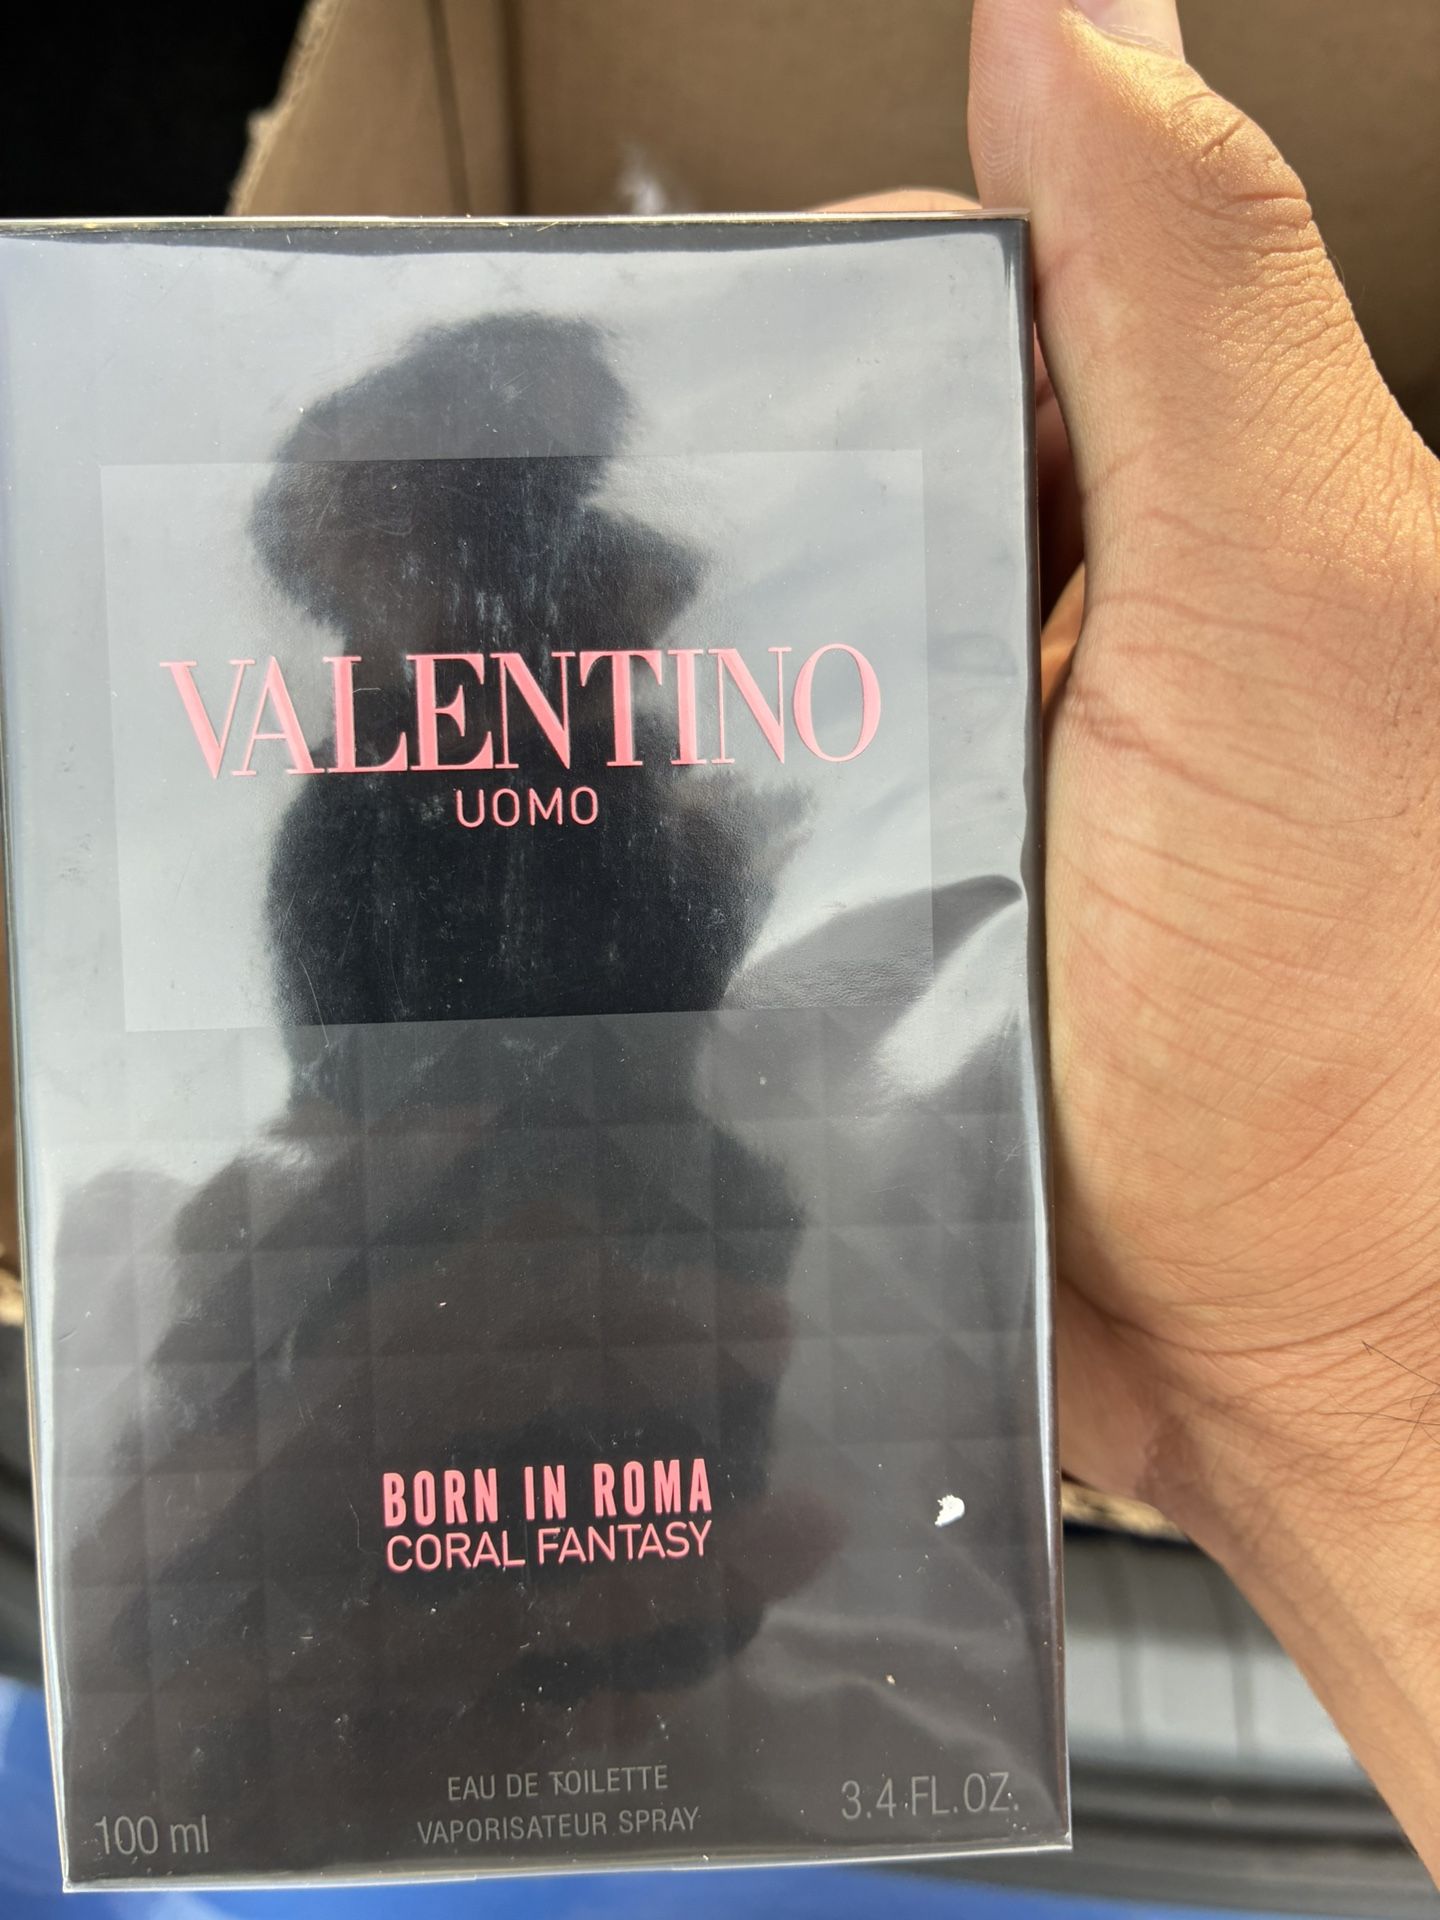 VALENTINO
UOMO
BORN IN ROMA
CORAL FANTASY
EAU DE TOILETTE
VAPORISATEUR SPRAY
100 ml
3.4 FL.OZ.